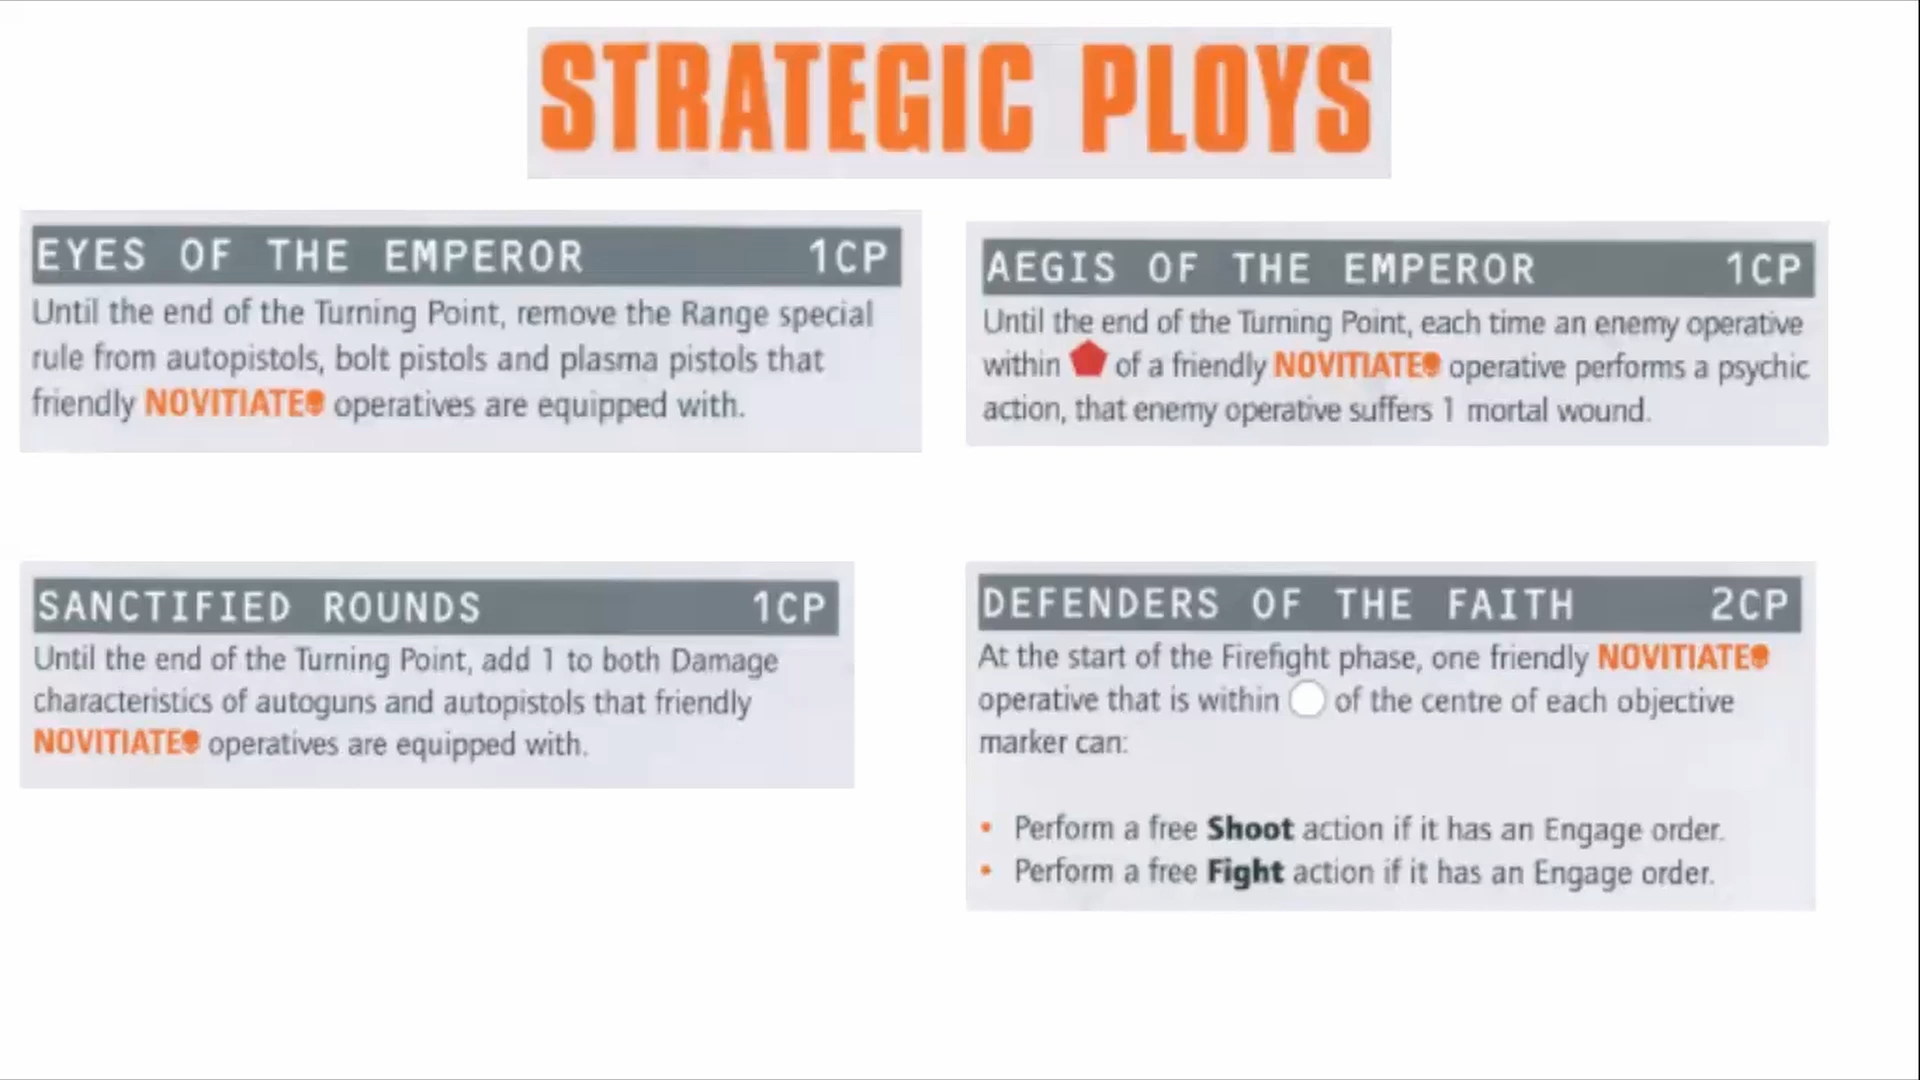 STRATEGIC PLOYS
EYES OF THE EMPEROR 1CP
Until the end of the Turning Point, remove the Range special
rule from autopistols, bolt pistols and plasma pistols that
friendly NOVITIATE operatives are equipped with.
AEGIS OF THE EMPEROR 1CP
Until the end of the Turning Point, each time an enemy operative
within of a friendly NOVITIATE operative performs a psychic
action, that enemy operative suffers 1 mortal wound.
SANCTIFIED ROUNDS 1CP
Until the end of the Turning Point, add 1 to both Damage
characteristics of autoguns and autopistols that friendly
NOVITIATE operatives are equipped with.
DEFENDERS OF THE FAITH 2CP
At the start of the Firefight phase, one friendly NOVITIATE
operative that is within of the centre of each objective
marker can:
• Perform a free Shoot action if it has an Engage order.
• Perform a free Fight action if it has an Engage order.